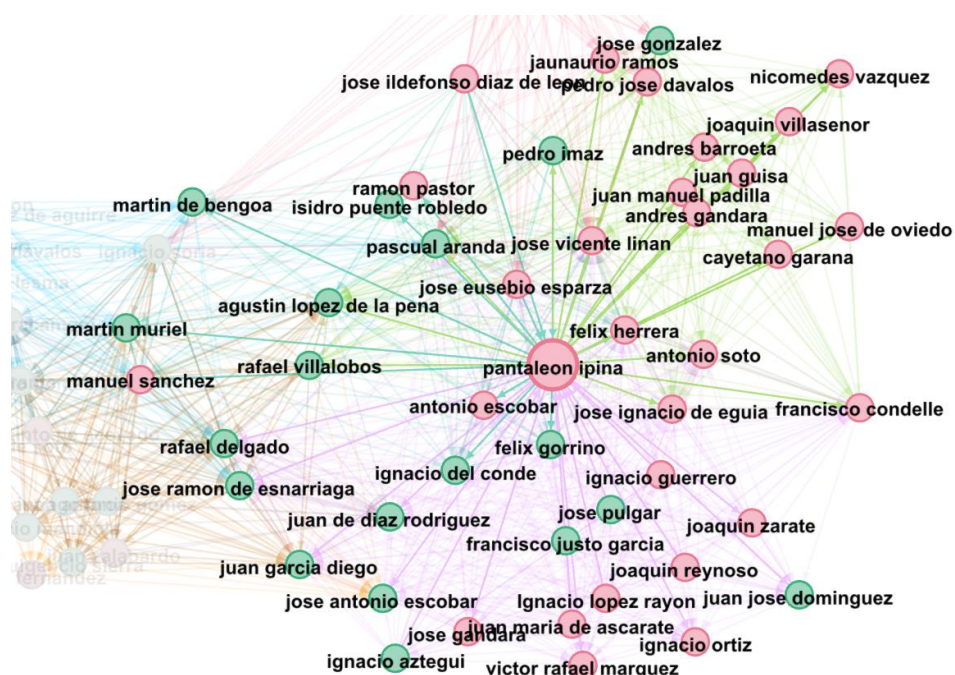 jose gonzalez
jaunaurio ramos
jose ildefonso diaz de leon
pedro jose davalos
nicomedes vazquez
joaquin villasenor
pedro imaz
andres barroeta
juan guisa
ramon pastor
juan manuel padilla
martin de bengoa
isidro puente robledo
andres gandara
z de aguirre
manuel jose de oviedo
pascual aranda
jose vicente linan
davalos
ignacio soria
cayetano garana
jose eusebio esparza
agustin lopez de la pena
martin muriel
felix herrera
rafael villalobos
pantaleon ipina
antonio soto
manuel sanchez
antonio escobar
jose ignacio de eguia
francisco condelle
rafael delgado
felix gorrino
ignacio del conde
ignacio guerrero
jose ramon de esnarriaga
jose pulgar
juan de diaz rodriguez
joaquin zarate
francisco justo garcia
juan garcia diego
joaquin reynoso
fernandez
jose antonio escobar
Ignacio lopez rayon
juan jose dominguez
juan maria de ascarate
jose gandara
ignacio ortiz
ignacio aztegui
victor rafael marquez